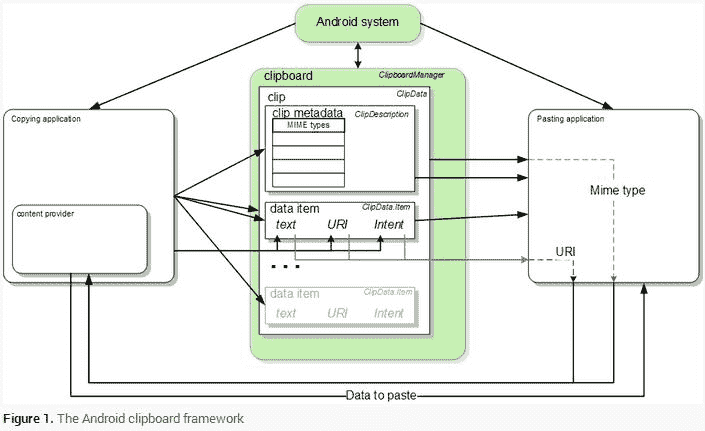 Android system
clipboard ClipboardManager
clip ClipData
Copying application
clip metadata ClipDescription
MIME types
Pasting application
Mime type
content provider
data item ClipData.Item
text URI Intent
URI
...
data item ClipData.Item
text URI Intent
Data to paste
Figure 1. The Android clipboard framework